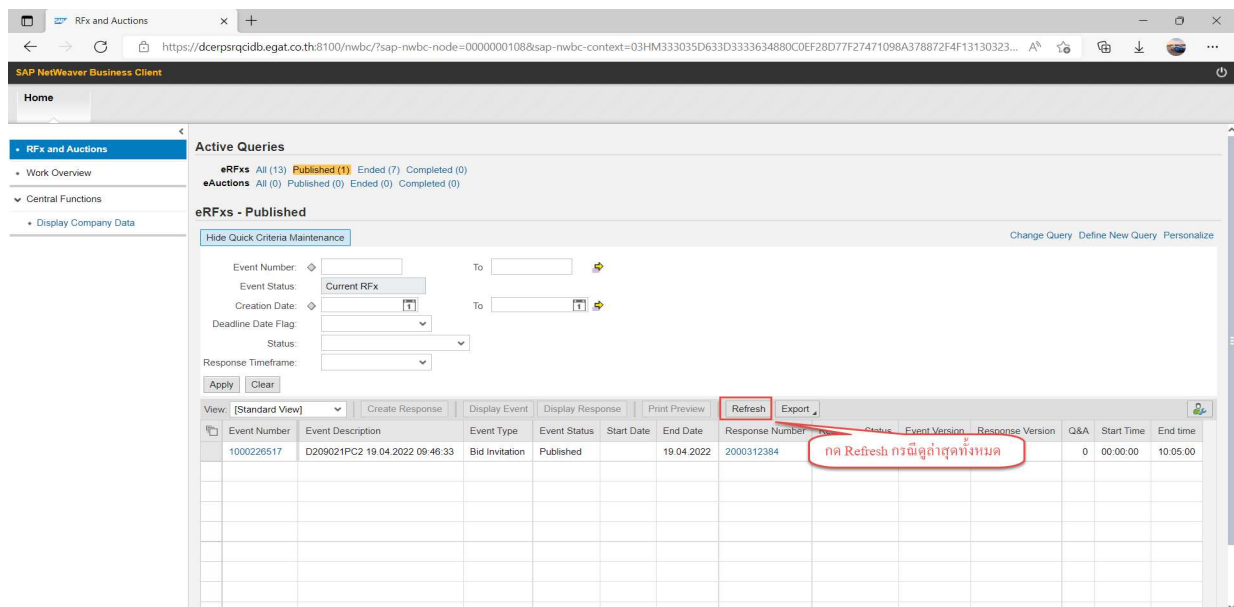 RFx and Auctions
https://dcerpsrqcidb.egat.co.th:8100/nwbc/?sap-nwbc-node=0000000108&sap-nwbc-context=03HM333035D633D3333634880C0EF28D77F27471098A378872F4F13130323...
SAP NetWeaver Business Client
Home
RFx and Auctions
Work Overview
Central Functions
Display Company Data
Active Queries
eRFxs All (13) Published (1) Ended (7) Completed (0)
eAuctions All (0) Published (0) Ended (0) Completed (0)
eRFxs - Published
Hide Quick Criteria Maintenance Change Query Define New Query Personalize
Event Number: To
Event Status: Current RFx
Creation Date: To
Deadline Date Flag:
Status:
Response Timeframe:
Apply Clear
View: [Standard View] Create Response Display Event Display Response Print Preview Refresh Export
Event Number Event Description Event Type Event Status Start Date End Date Response Number Status Event Version Response Version Q&A Start Time End time
1000226517 D209021PC2 19.04.2022 09:46:33 Bid Invitation Published 19.04.2022 2000312384 0 00:00:00 10:05:00
กด Refresh กรณีดูล่าสุดทั้งหมด